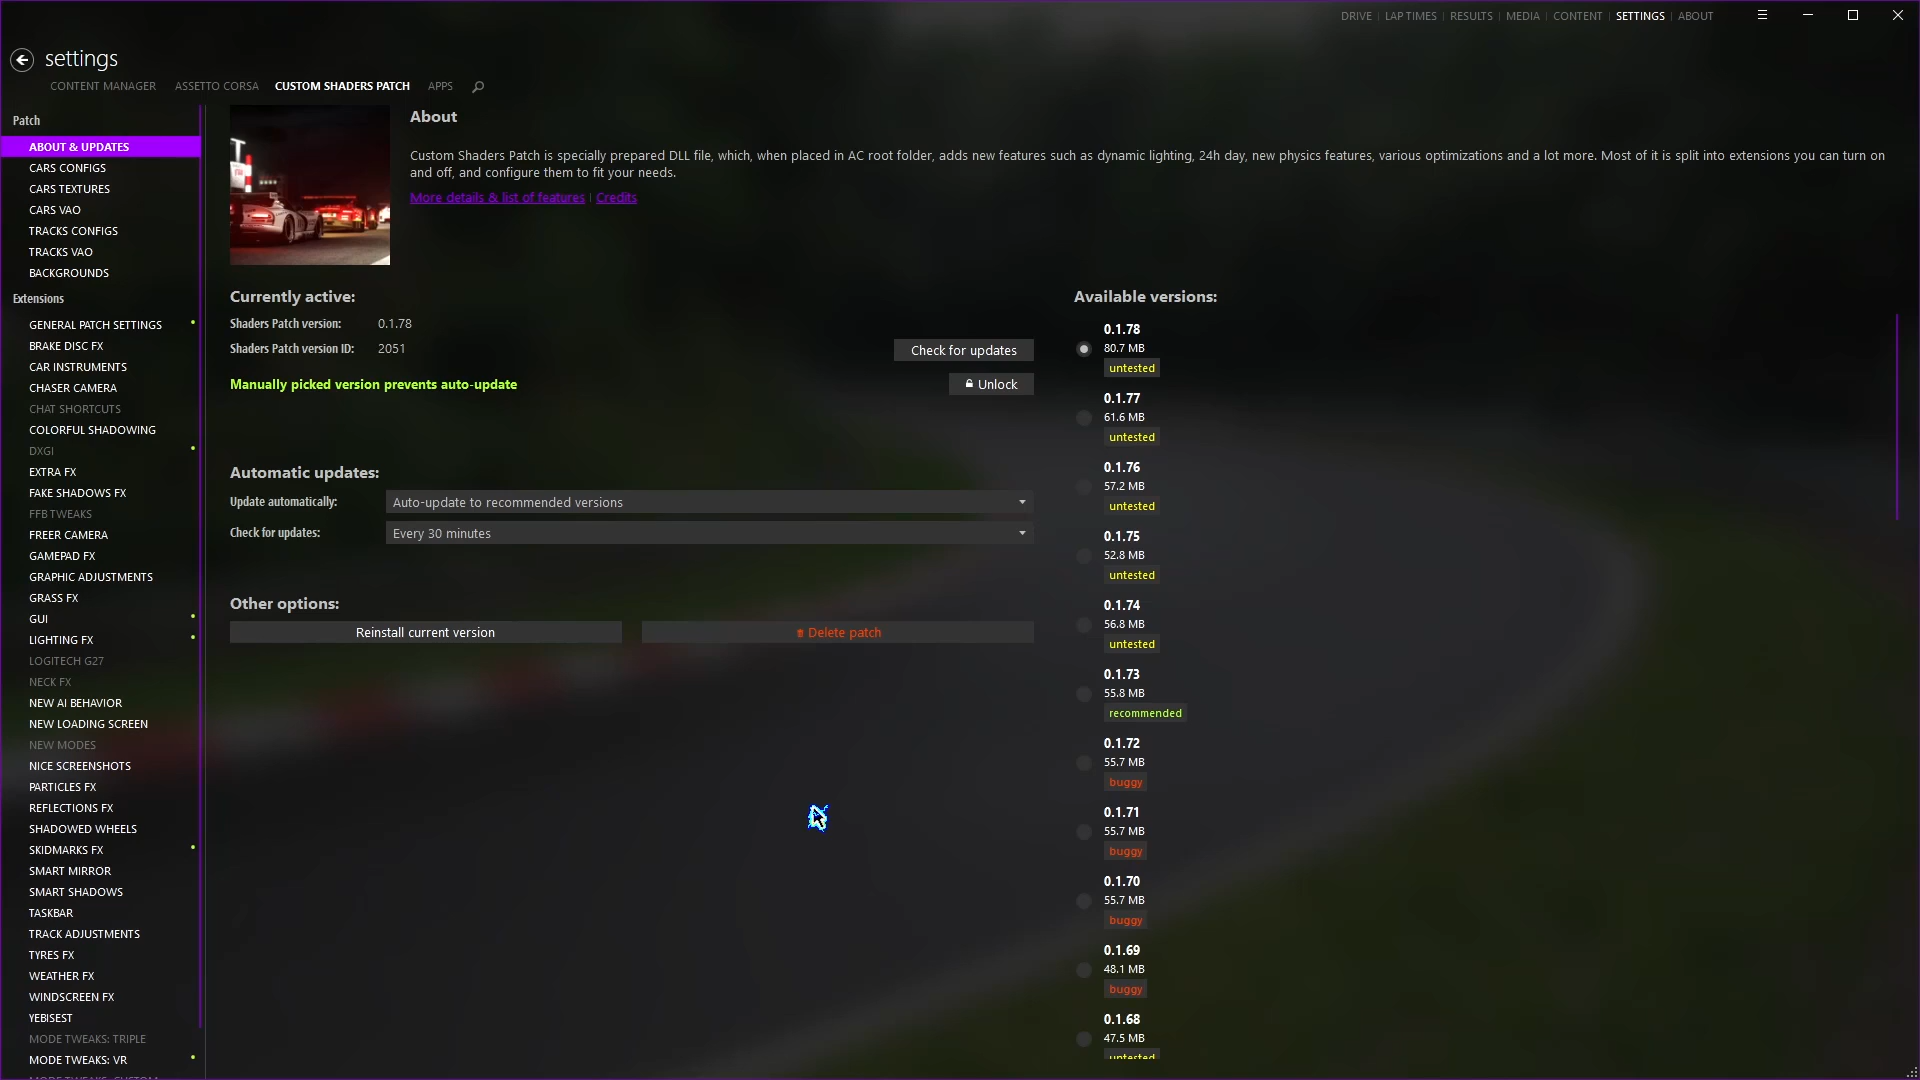 DRIVE | LAP TIMES | RESULTS | MEDIA | CONTENT | SETTINGS | ABOUT
settings
CONTENT MANAGER ASSETTO CORSA CUSTOM SHADERS PATCH APPS
Patch
ABOUT & UPDATES
CARS CONFIGS
CARS TEXTURES
CARS VAO
TRACKS CONFIGS
TRACKS VAO
BACKGROUNDS
Extensions
GENERAL PATCH SETTINGS
BRAKE DISC FX
CAR INSTRUMENTS
CHASER CAMERA
CHAT SHORTCUTS
COLORFUL SHADOWING
DXGI
EXTRA FX
FAKE SHADOWS FX
FFB TWEAKS
FREER CAMERA
GAMEPAD FX
GRAPHIC ADJUSTMENTS
GRASS FX
GUI
LIGHTING FX
LOGITECH G27
NECK FX
NEW AI BEHAVIOR
NEW LOADING SCREEN
NEW MODES
NICE SCREENSHOTS
PARTICLES FX
REFLECTIONS FX
SHADOWED WHEELS
SKIDMARKS FX
SMART MIRROR
SMART SHADOWS
TASKBAR
TRACK ADJUSTMENTS
TYRES FX
WEATHER FX
WINDSCREEN FX
YEBISEST
MODE TWEAKS: TRIPLE
MODE TWEAKS: VR
About
Custom Shaders Patch is specially prepared DLL file, which, when placed in AC root folder, adds new features such as dynamic lighting, 24h day, new physics features, various optimizations and a lot more. Most of it is split into extensions you can turn on
and off, and configure them to fit your needs.
More details & list of features | Credits
Currently active:
Shaders Patch version: 0.1.78
Shaders Patch version ID: 2051
Check for updates
Manually picked version prevents auto-update
Unlock
Automatic updates:
Update automatically: Auto-update to recommended versions
Check for updates: Every 30 minutes
Other options:
Reinstall current version
Delete patch
Available versions:
0.1.78
80.7 MB
untested
0.1.77
61.6 MB
untested
0.1.76
57.2 MB
untested
0.1.75
52.8 MB
untested
0.1.74
56.8 MB
untested
0.1.73
55.8 MB
recommended
0.1.72
55.7 MB
buggy
0.1.71
55.7 MB
buggy
0.1.70
55.7 MB
buggy
0.1.69
48.1 MB
buggy
0.1.68
47.5 MB
untested